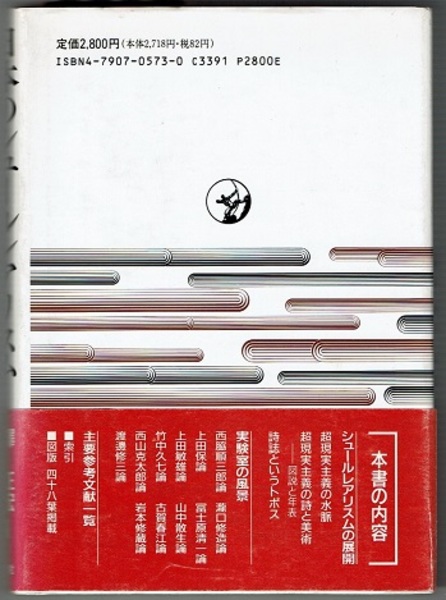 定価2,800円(本体2,718円・税82円)
ISBN4-7907-0573-0 C3391 P2800E
本書の内容
シュールレアリスムの展開
超現実主義の水脈
超現実主義の詩と美術
――図説と年表
詩誌というトポス
実験室の風景
西脇順三郎論 瀧口修造論
上田保論 冨士原清一論
上田敏雄論 山中散生論
竹中久七論 古賀春江論
西山克太郎論 岩本修蔵論
渡邊修三論
主要参考文献一覧
■索引
■図版 四十八葉掲載